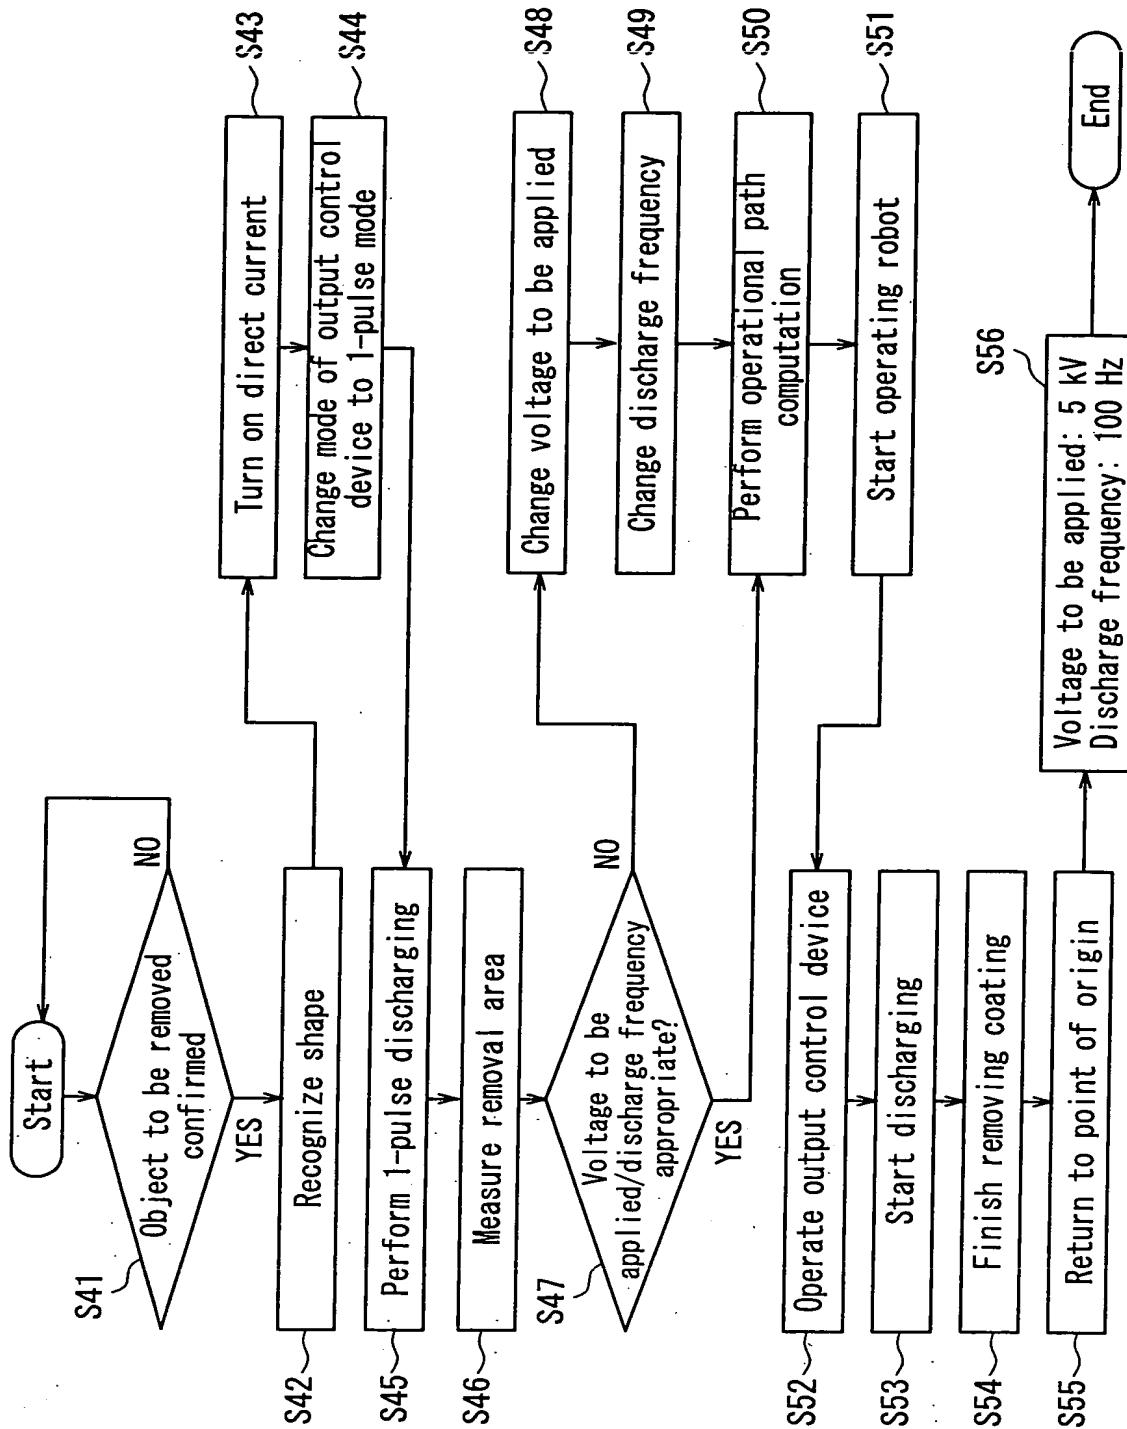 Start
S41
Object to be removed
confirmed
NO
YES
S42
Recognize shape
S43
Turn on direct current
S44
Change mode of output control
device to 1-pulse mode
S45
Perform 1-pulse discharging
S46
Measure removal area
S47
Voltage to be
applied/discharge frequency
appropriate?
NO
YES
S48
Change voltage to be applied
S49
Change discharge frequency
S50
Perform operational path
computation
S51
Start operating robot
S52
Operate output control device
S53
Start discharging
S54
Finish removing coating
S55
Return to point of origin
S56
Voltage to be applied: 5 kV
Discharge frequency: 100 Hz
End